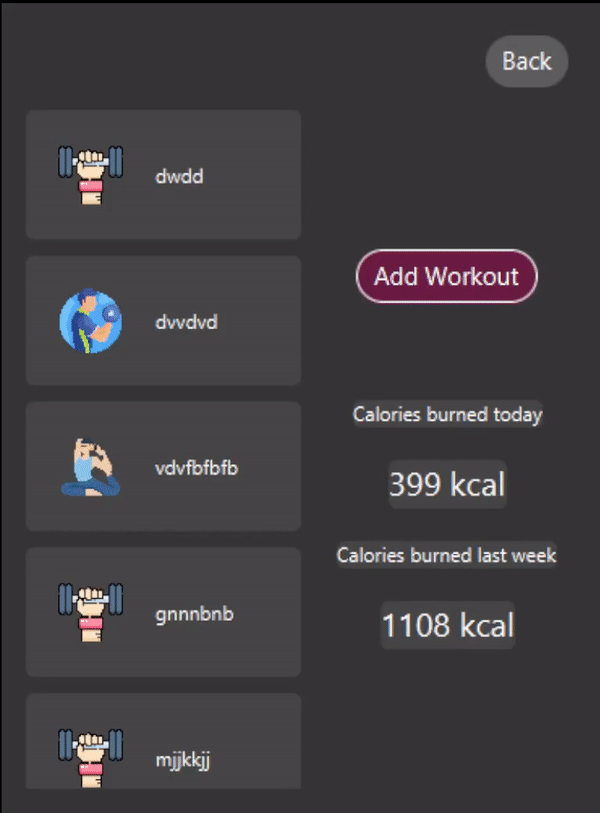 Back
dwdd
dvvdvd
vdvfbfbfb
gnnnbnb
mjjkkjj
Add Workout
Calories burned today
399 kcal
Calories burned last week
1108 kcal